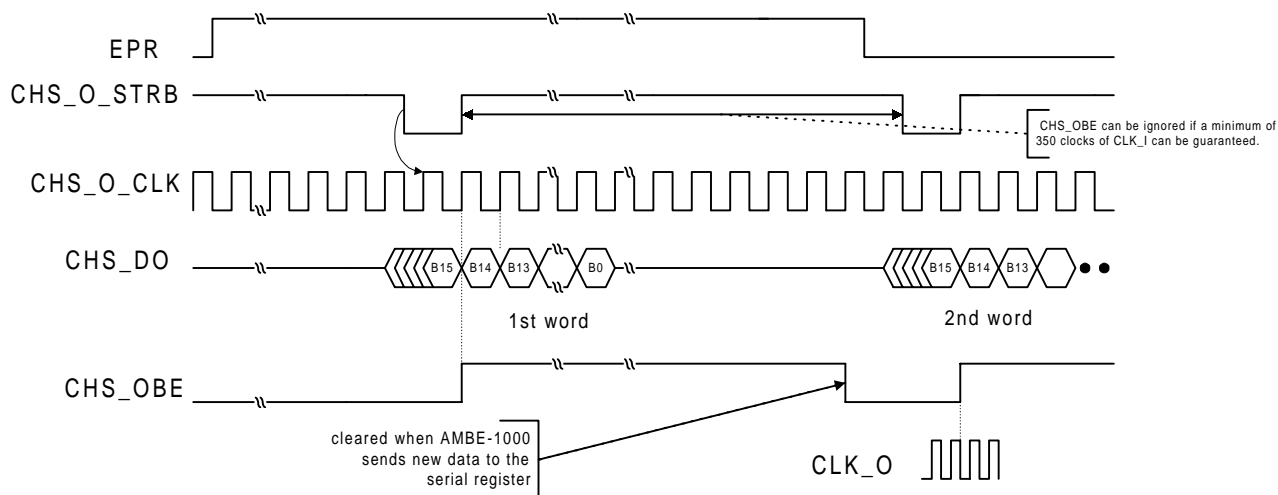 EPR
CHS_O_STRB
CHS_OBE can be ignored if a minimum of
350 clocks of CLK_I can be guaranteed.
CHS_O_CLK
CHS_DO
B15 B14 B13 B0
B15 B14 B13
1st word
2nd word
CHS_OBE
cleared when AMBE-1000
sends new data to the
serial register
CLK_O